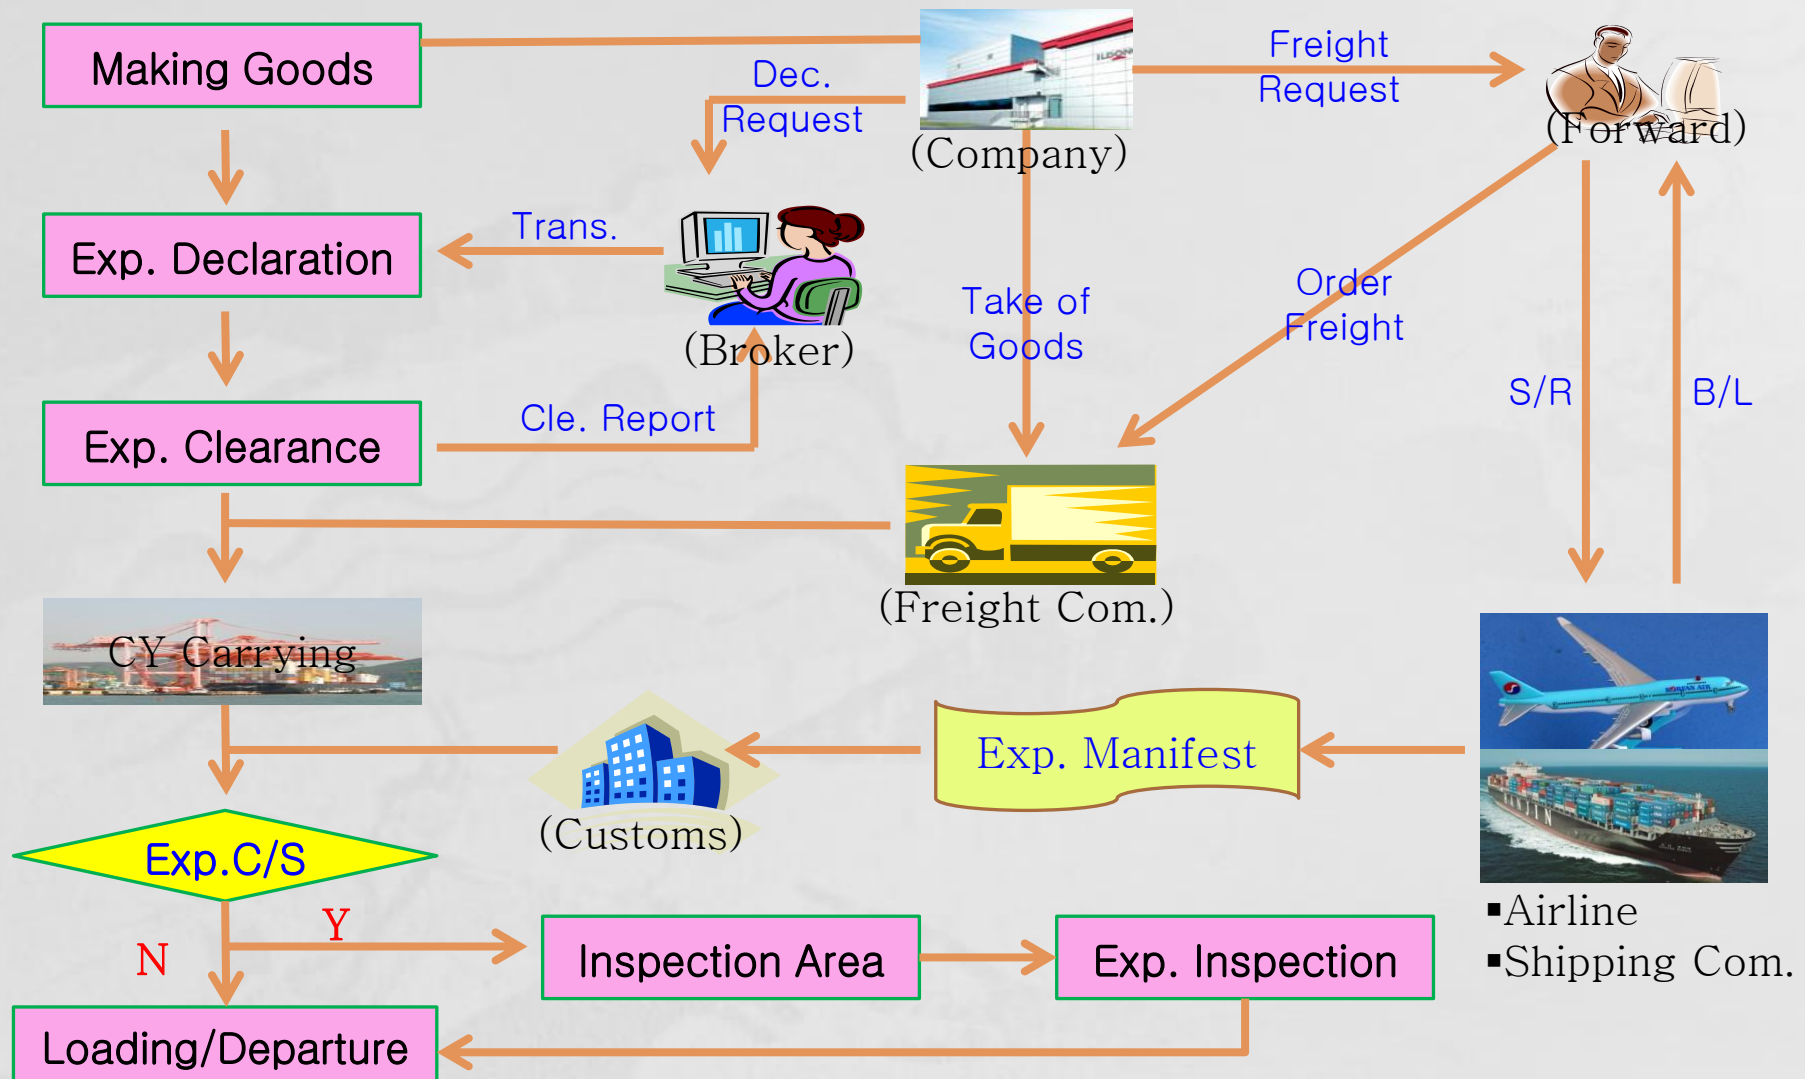 Making Goods
Dec.
Request
(Company)
Freight
Request
(Forward)
Exp. Declaration
Trans.
(Broker)
Take of
Goods
Order
Freight
S/R
B/L
Exp. Clearance
Cle. Report
(Freight Com.)
CY Carrying
KOREAN AIR
Exp. Manifest
(Customs)
Exp.C/S
▪Airline
▪Shipping Com.
Y
N
Inspection Area
Exp. Inspection
Loading/Departure